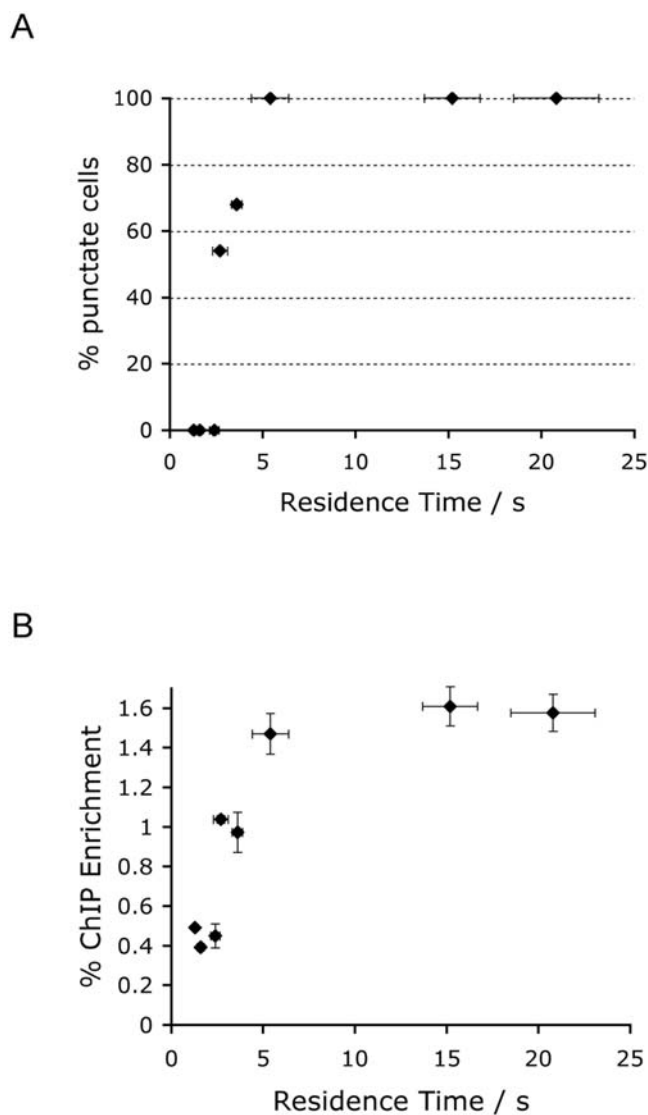 A
100
80
60
40
20
0
% punctate cells
0 5 10 15 20 25
Residence Time / s
B
1.6
1.4
1.2
1
0.8
0.6
0.4
0.2
0
% ChIP Enrichment
0 5 10 15 20 25
Residence Time / s